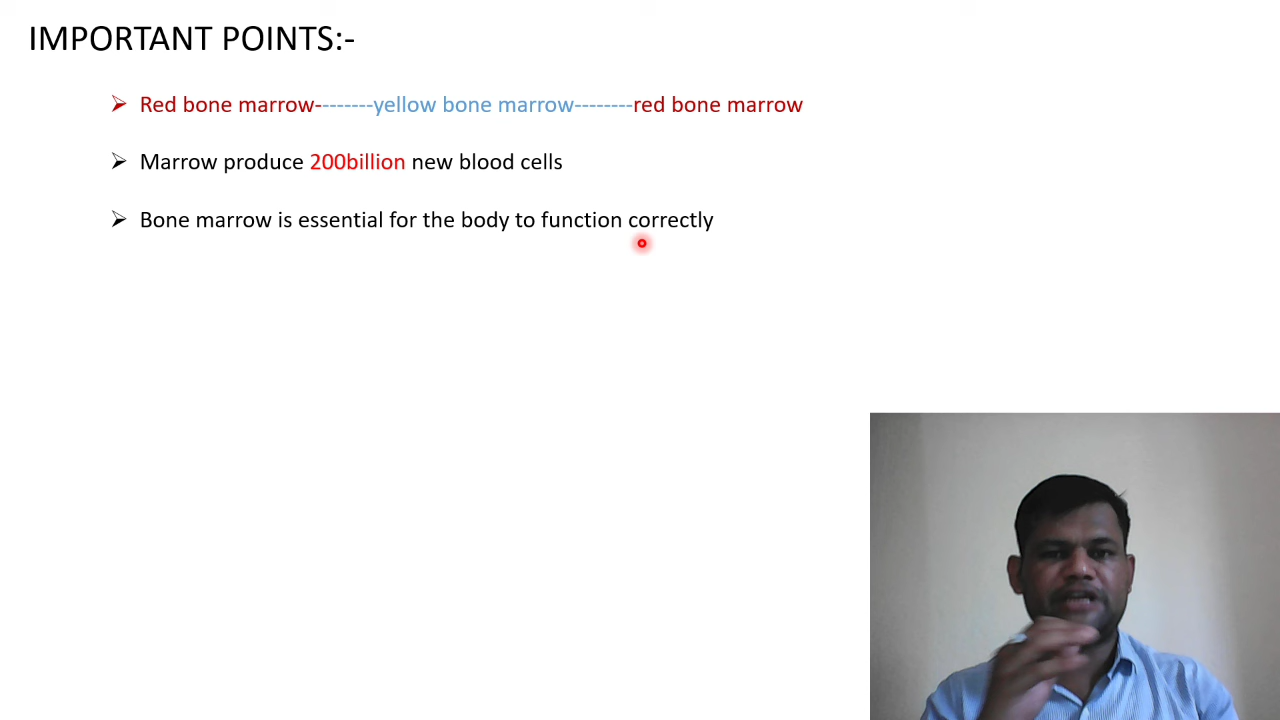 IMPORTANT POINTS:-
Red bone marrow--------yellow bone marrow--------red bone marrow
Marrow produce 200billion new blood cells
Bone marrow is essential for the body to function correctly